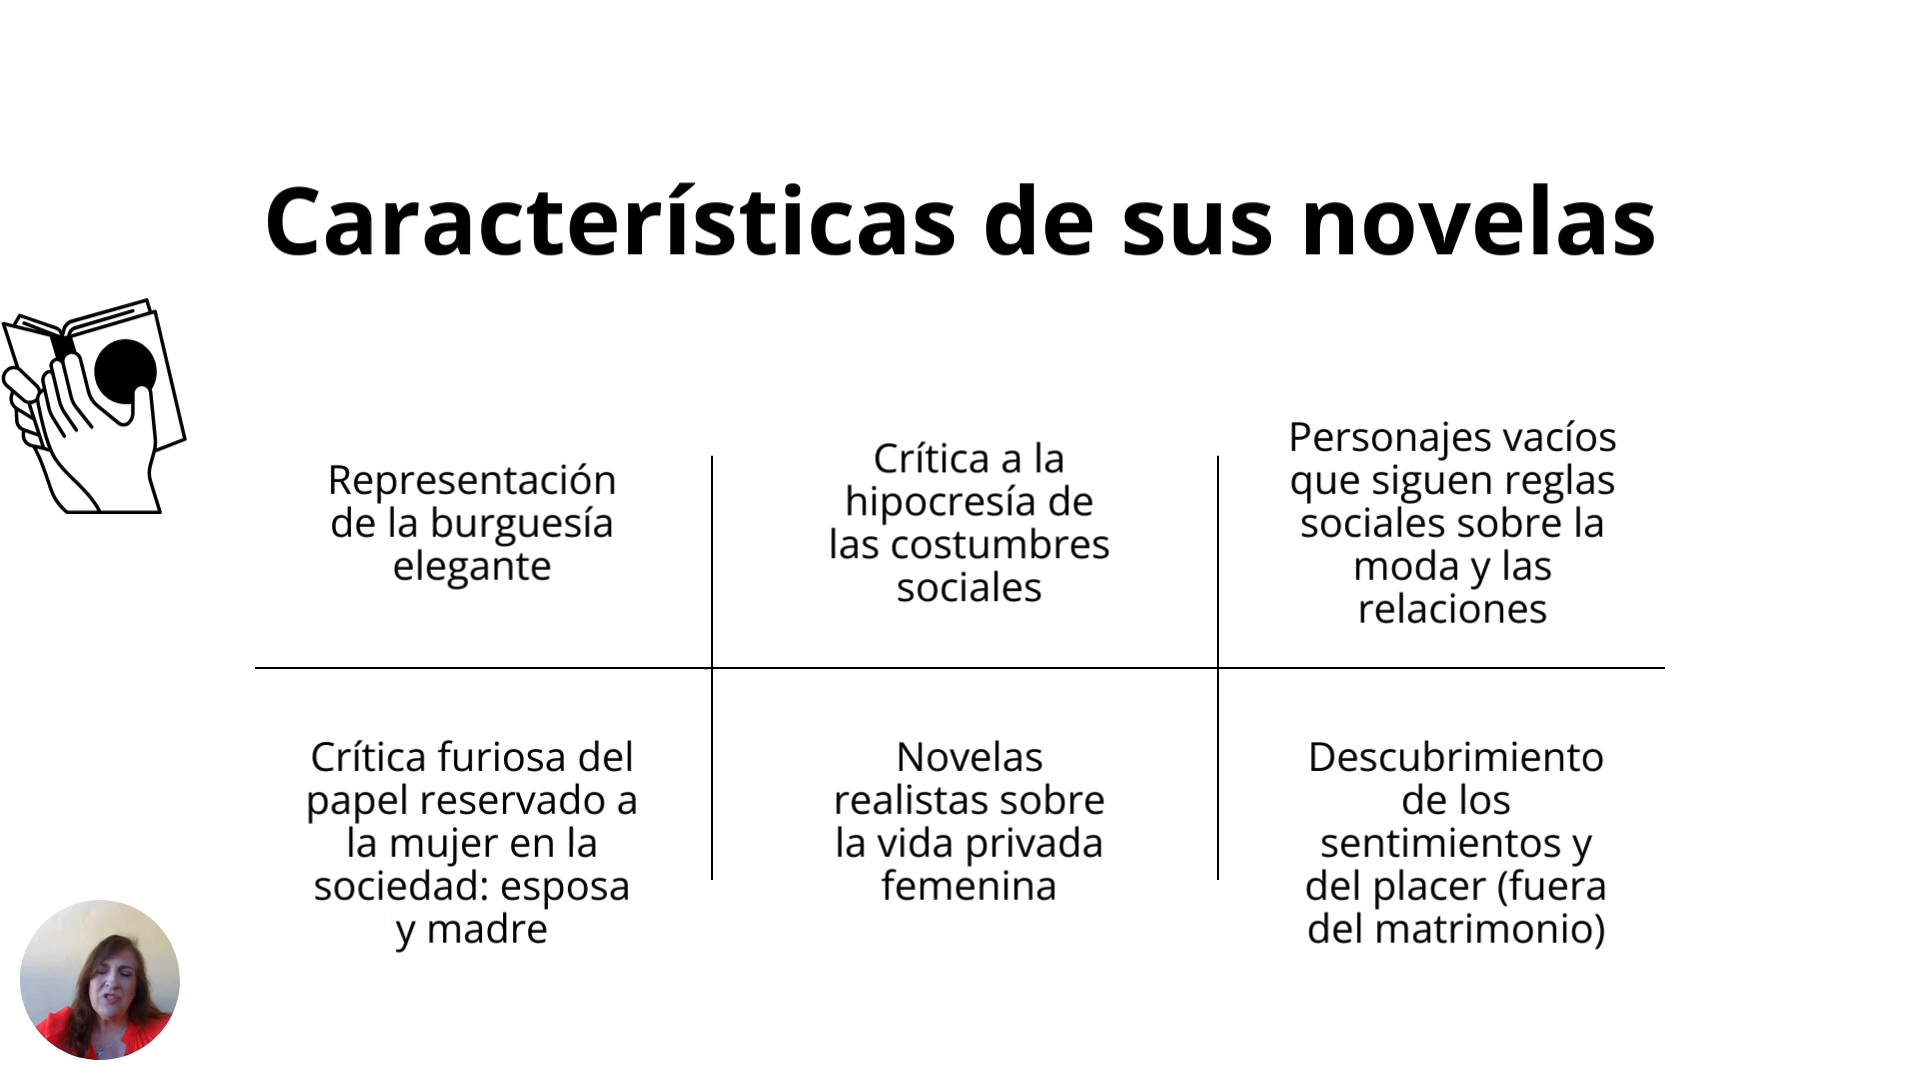 Características de sus novelas
Representación
de la burguesía
elegante
Crítica a la
hipocresía de
las costumbres
sociales
Personajes vacíos
que siguen reglas
sociales sobre la
moda y las
relaciones
Crítica furiosa del
papel reservado a
la mujer en la
sociedad: esposa
y madre
Novelas
realistas sobre
la vida privada
femenina
Descubrimiento
de los
sentimientos y
del placer (fuera
del matrimonio)